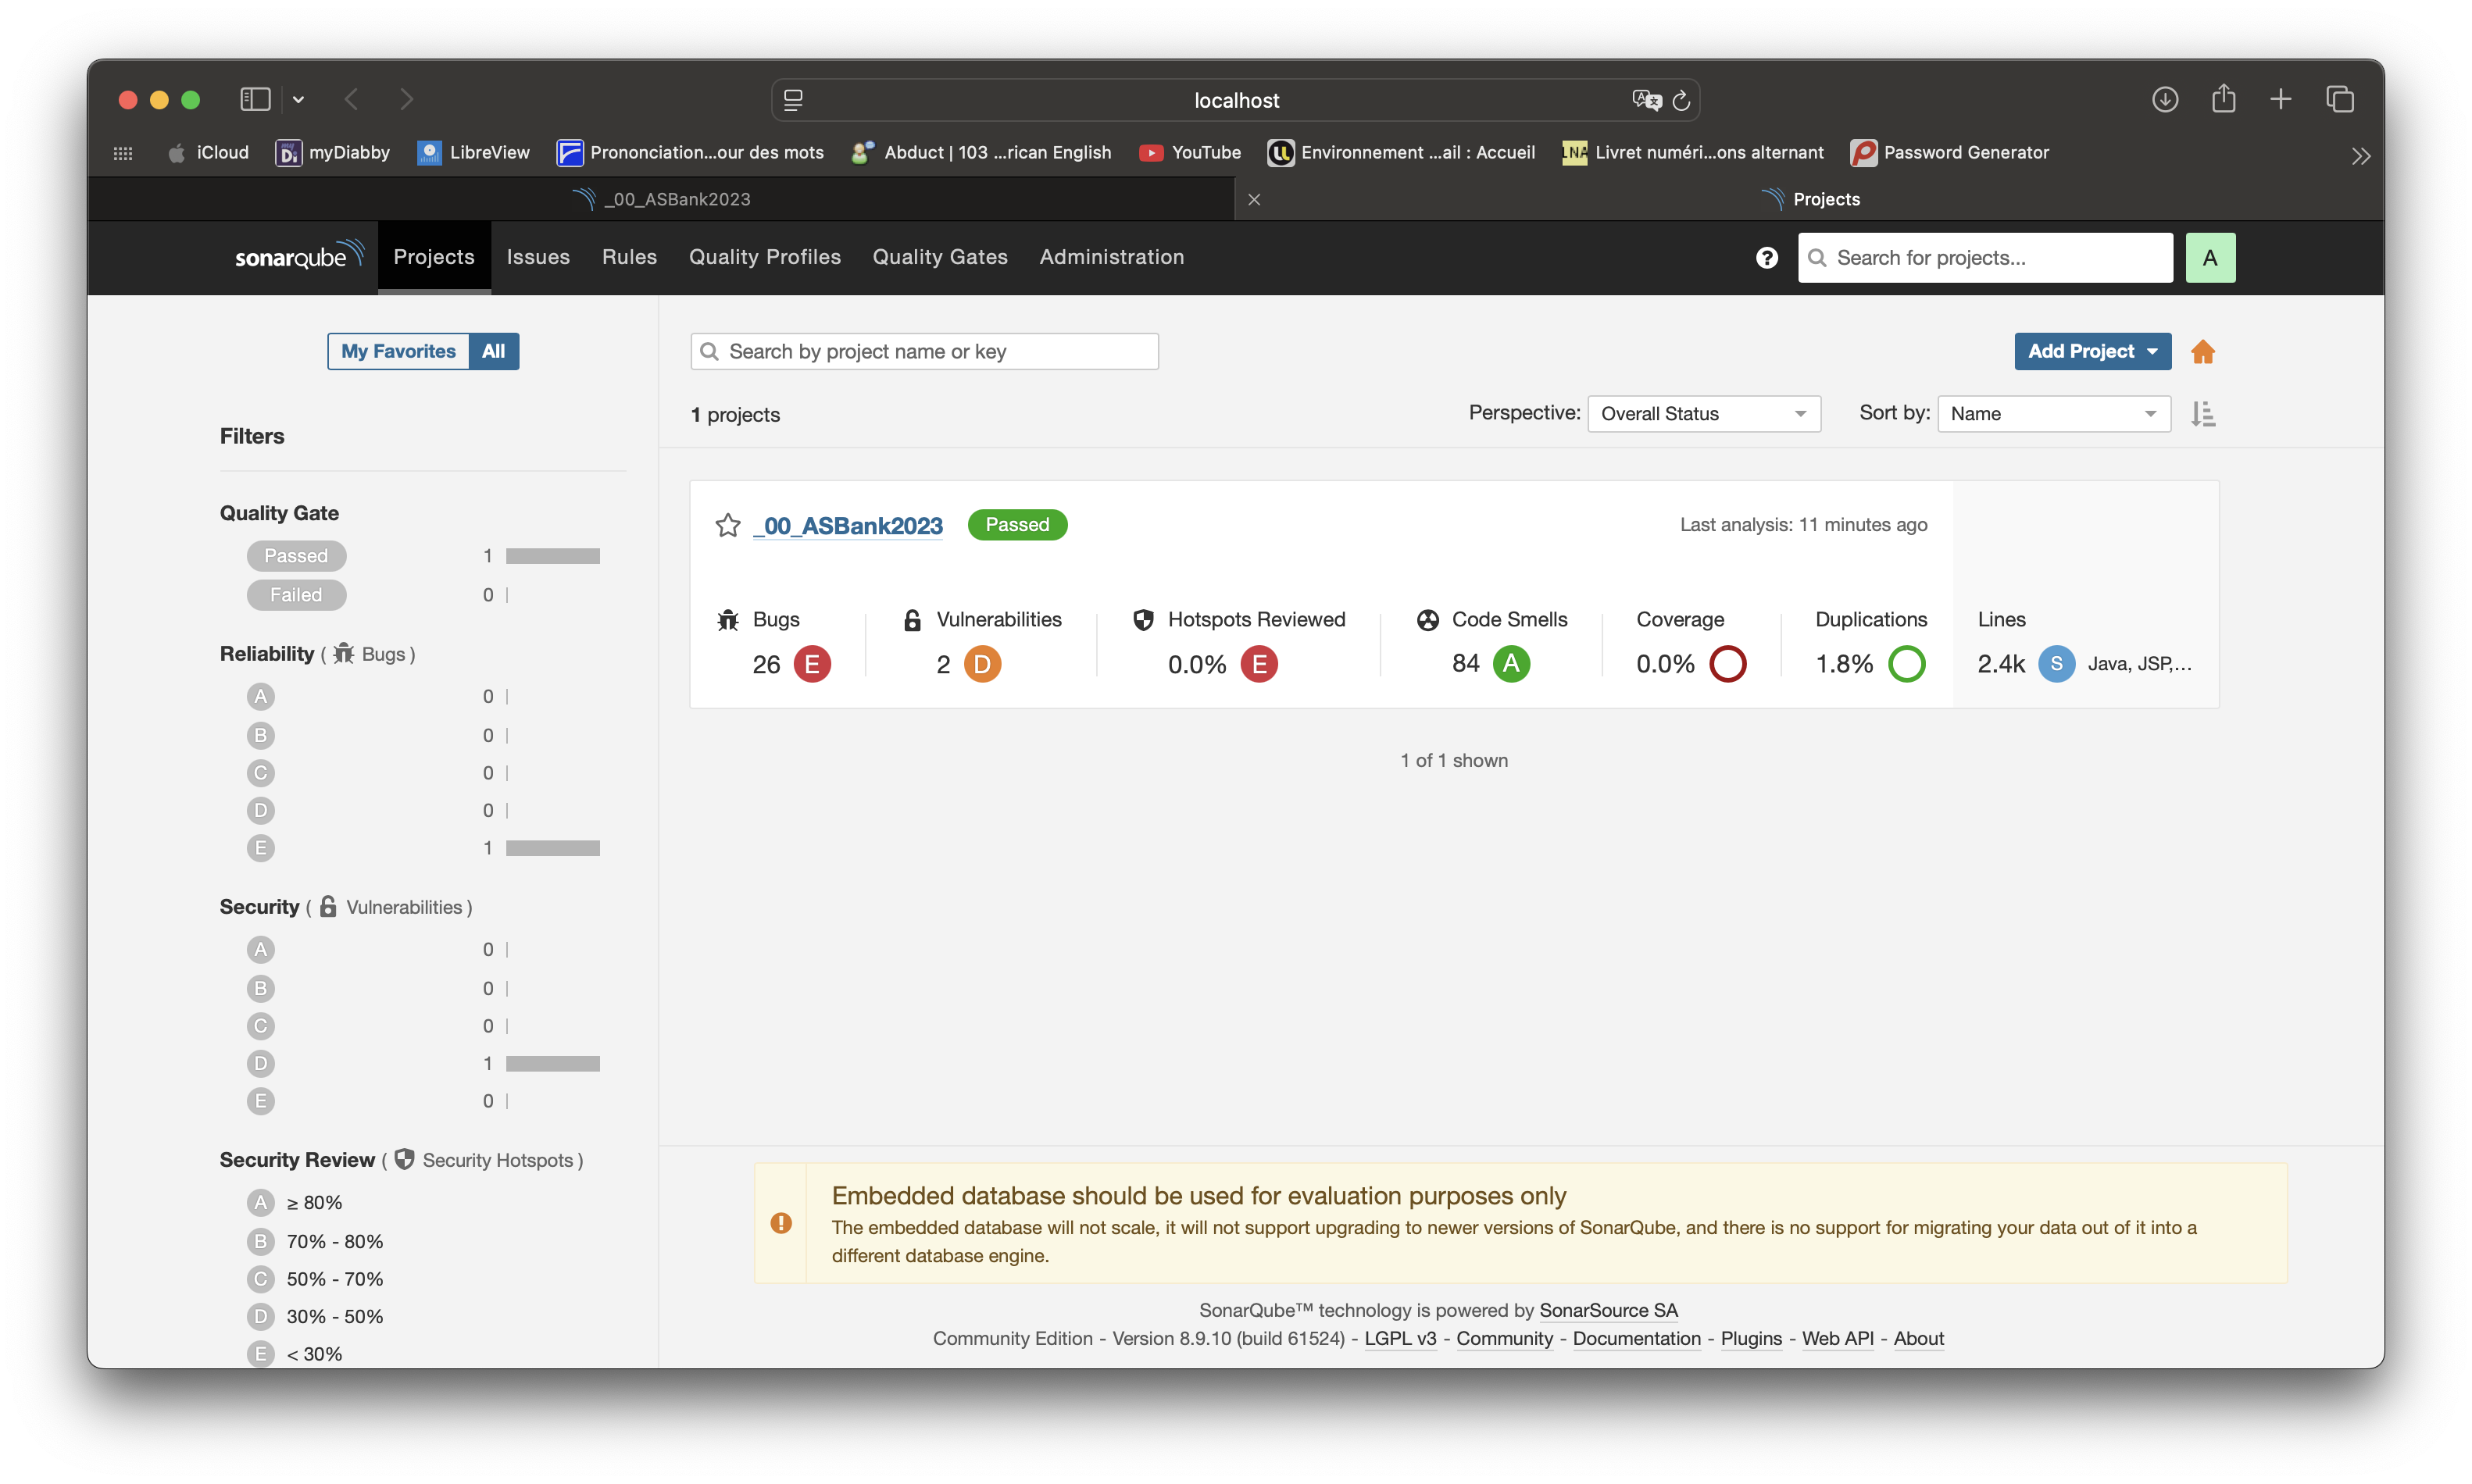 localhost
iCloud
myDiabby
LibreView
Prononciation...our des mots
Abduct | 103 ...rican English
YouTube
Environnement ...ail : Accueil
LNA Livret numéri...ons alternant
Password Generator
_00_ASBank2023
Projects
sonarqube
Projects
Issues
Rules
Quality Profiles
Quality Gates
Administration
Search for projects...
A
My Favorites
All
Search by project name or key
Add Project
1 projects
Perspective: Overall Status
Sort by: Name
Filters
Quality Gate
Passed 1
Failed 0
Reliability ( Bugs )
A 0
B 0
C 0
D 0
E 1
Security ( Vulnerabilities )
A 0
B 0
C 0
D 1
E 0
Security Review ( Security Hotspots )
A ≥ 80%
B 70% - 80%
C 50% - 70%
D 30% - 50%
E < 30%
_00_ASBank2023 Passed
Last analysis: 11 minutes ago
Bugs
26 E
Vulnerabilities
2 D
Hotspots Reviewed
0.0% E
Code Smells
84 A
Coverage
0.0%
Duplications
1.8%
Lines
2.4k S Java, JSP,...
1 of 1 shown
Embedded database should be used for evaluation purposes only
The embedded database will not scale, it will not support upgrading to newer versions of SonarQube, and there is no support for migrating your data out of it into a
different database engine.
SonarQube™ technology is powered by SonarSource SA
Community Edition - Version 8.9.10 (build 61524) - LGPL v3 - Community - Documentation - Plugins - Web API - About